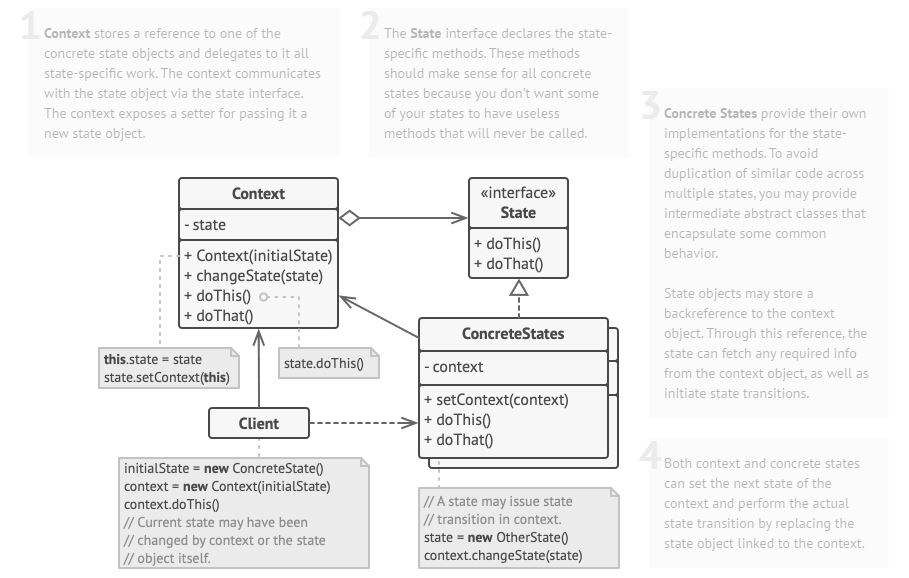 1
Context stores a reference to one of the
concrete state objects and delegates to it all
state-specific work. The context communicates
with the state object via the state interface.
The context exposes a setter for passing it a
new state object.
2
The State interface declares the state-
specific methods. These methods
should make sense for all concrete
states because you don't want some
of your states to have useless
methods that will never be called.
3
Concrete States provide their own
implementations for the state-
specific methods. To avoid
duplication of similar code across
multiple states, you may provide
intermediate abstract classes that
encapsulate some common
behavior.
State objects may store a
backreference to the context
object. Through this reference, the
state can fetch any required info
from the context object, as well as
initiate state transitions.
Context
- state
+ Context(initialState)
+ changeState(state)
+ doThis()
+ doThat()
«interface»
State
+ doThis()
+ doThat()
this.state = state
state.setContext(this)
state.doThis()
ConcreteStates
- context
+ setContext(context)
+ doThis()
+ doThat()
Client
initialState = new ConcreteState()
context = new Context(initialState)
context.doThis()
// Current state may have been
// changed by context or the state
// object itself.
// A state may issue state
// transition in context.
state = new OtherState()
context.changeState(state)
4
Both context and concrete states
can set the next state of the
context and perform the actual
state transition by replacing the
state object linked to the context.